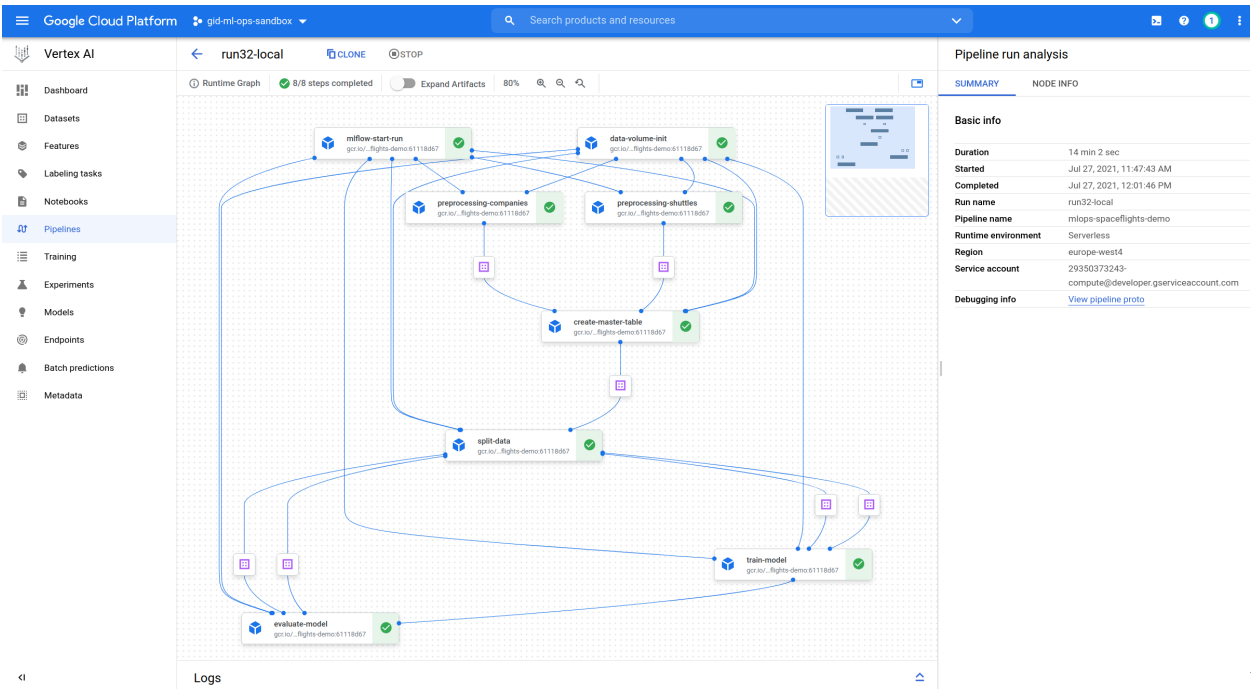 Google Cloud Platform
gid-ml-ops-sandbox
Search products and resources
1
Vertex AI
Dashboard
Datasets
Features
Labeling tasks
Notebooks
Pipelines
Training
Experiments
Models
Endpoints
Batch predictions
Metadata
run32-local
CLONE
STOP
Runtime Graph
8/8 steps completed
Expand Artifacts
80%
mlflow-start-run
gcr.io/...flights-demo:61118d67
data-volume-init
gcr.io/...flights-demo:61118d67
preprocessing-companies
gcr.io/...flights-demo:61118d67
preprocessing-shuttles
gcr.io/...flights-demo:61118d67
create-master-table
gcr.io/...flights-demo:61118d67
split-data
gcr.io/...flights-demo:61118d67
train-model
gcr.io/...flights-demo:61118d67
evaluate-model
gcr.io/...flights-demo:61118d67
Logs
Pipeline run analysis
SUMMARY
NODE INFO
Basic info
Duration 14 min 2 sec
Started Jul 27, 2021, 11:47:43 AM
Completed Jul 27, 2021, 12:01:46 PM
Run name run32-local
Pipeline name mlops-spaceflights-demo
Runtime environment Serverless
Region europe-west4
Service account 29350373243-
compute@developer.gserviceaccount.com
Debugging info View pipeline proto